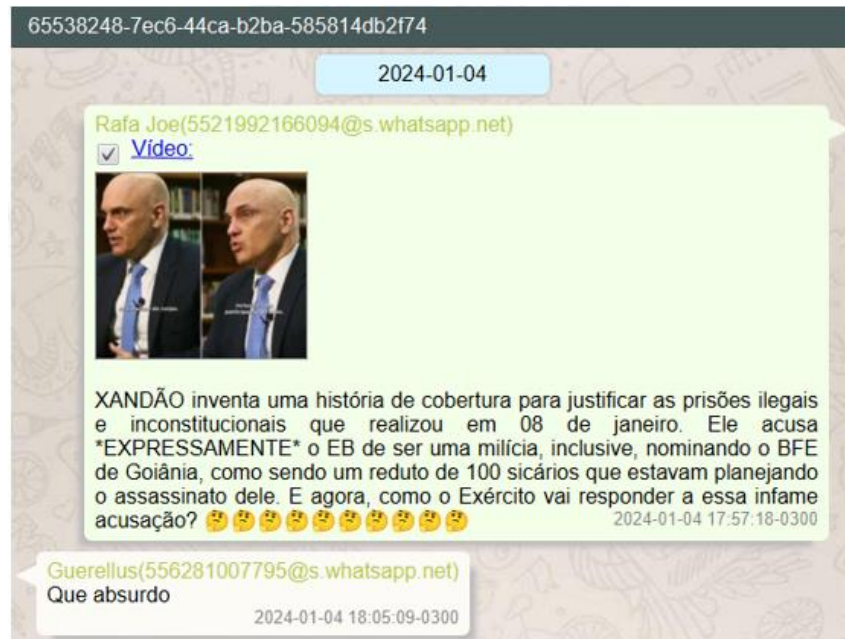 65538248-7ec6-44ca-b2ba-585814db2f74
2024-01-04
Rafa Joe(5521992166094@s.whatsapp.net)
Vídeo:
XANDÃO inventa uma história de cobertura para justificar as prisões ilegais
e inconstitucionais que realizou em 08 de janeiro. Ele acusa
*EXPRESSAMENTE* o EB de ser uma milícia, inclusive, nominando o BFE
de Goiânia, como sendo um reduto de 100 sicários que estavam planejando
o assassinato dele. E agora, como o Exército vai responder a essa infame
acusação? 🤔🤔🤔🤔🤔🤔🤔🤔🤔🤔 2024-01-04 17:57:18-0300
Guerellus(556281007795@s.whatsapp.net)
Que absurdo
2024-01-04 18:05:09-0300